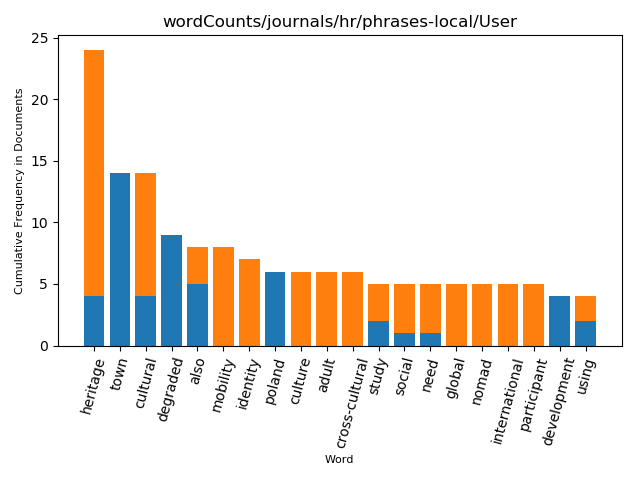 wordCounts/journals/hr/phrases-local/User
Cumulative Frequency in Documents
25
20
15
10
5
0
heritage
town
cultural
degraded
also
mobility
identity
poland
culture
adult
cross-cultural
study
social
need
global
nomad
international
participant
development
using
Word